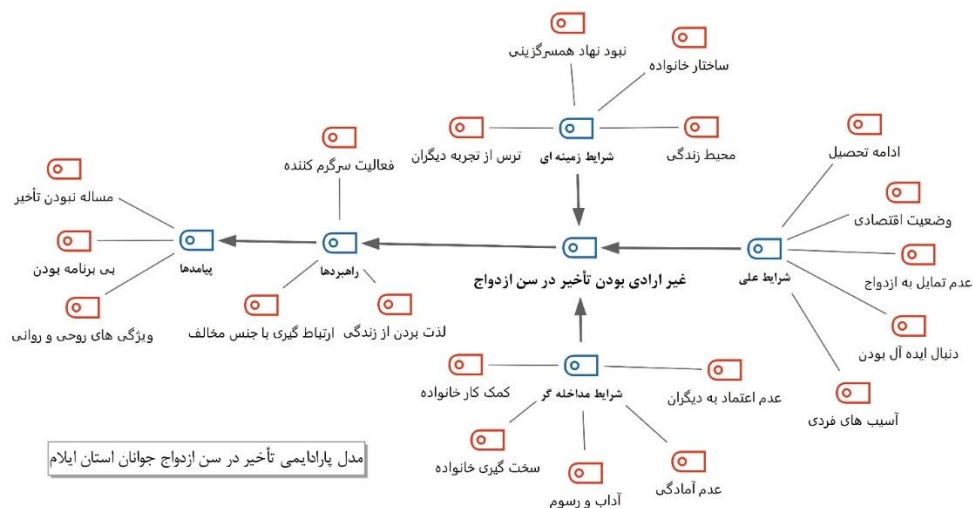 نبود نهاد همسرگزینی
ساختار خانواده
ترس از تجربه دیگران
شرایط زمینه ای
محیط زندگی
ادامه تحصیل
وضعیت اقتصادی
شرایط علی
عدم تمایل به ازدواج
دنبال ایده آل بودن
آسیب های فردی
غیر ارادی بودن تأخیر در سن ازدواج
فعالیت سرگرم کننده
راهبردها
لذت بردن از زندگی
ارتباط گیری با جنس مخالف
مساله نبودن تأخیر
پیامدها
بی برنامه بودن
ویژگی های روحی و روانی
عدم اعتماد به دیگران
شرایط مداخله گر
کمک کار خانواده
عدم آمادگی
آداب و رسوم
سخت گیری خانواده
مدل پارادایمی تأخیر در سن ازدواج جوانان استان ایلام